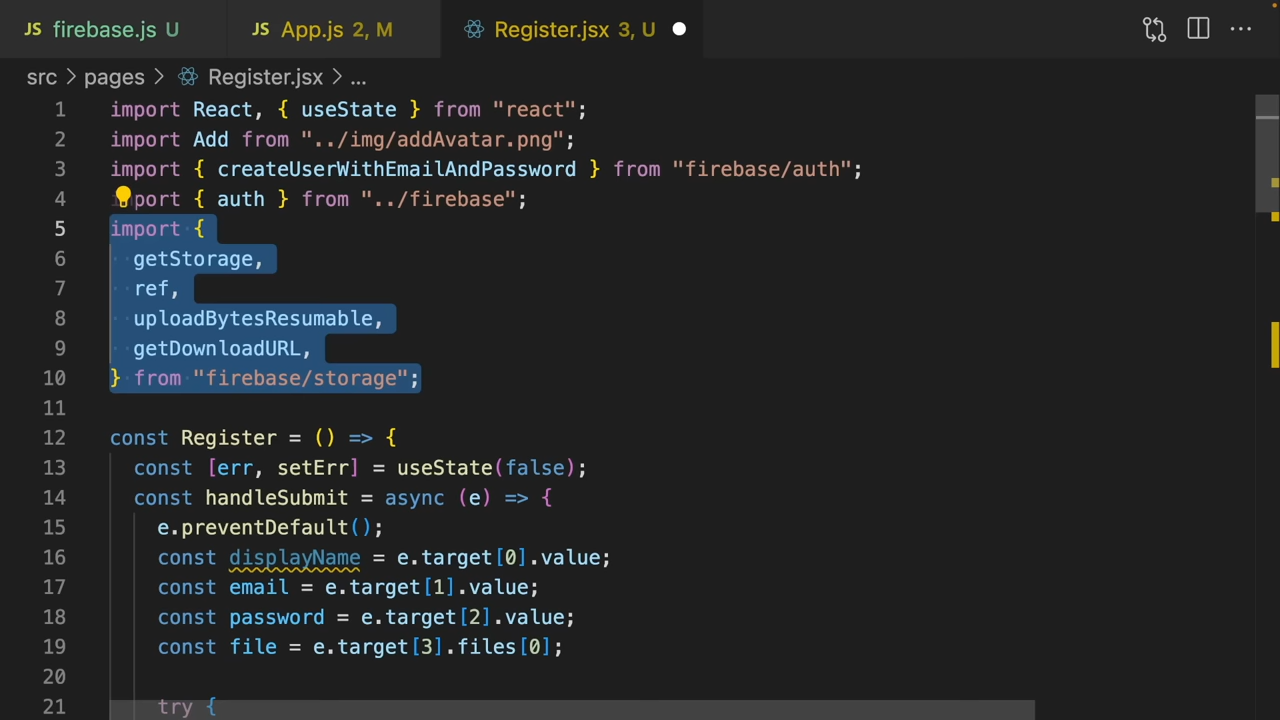 JS firebase.js U JS App.js 2, M Register.jsx 3, U
src > pages > Register.jsx > ...
1 import React, { useState } from "react";
2 import Add from "../img/addAvatar.png";
3 import { createUserWithEmailAndPassword } from "firebase/auth";
4 import { auth } from "../firebase";
5 import {
6 getStorage,
7 ref,
8 uploadBytesResumable,
9 getDownloadURL,
10 } from "firebase/storage";
11
12 const Register = () => {
13 const [err, setErr] = useState(false);
14 const handleSubmit = async (e) => {
15 e.preventDefault();
16 const displayName = e.target[0].value;
17 const email = e.target[1].value;
18 const password = e.target[2].value;
19 const file = e.target[3].files[0];
20
21 try {